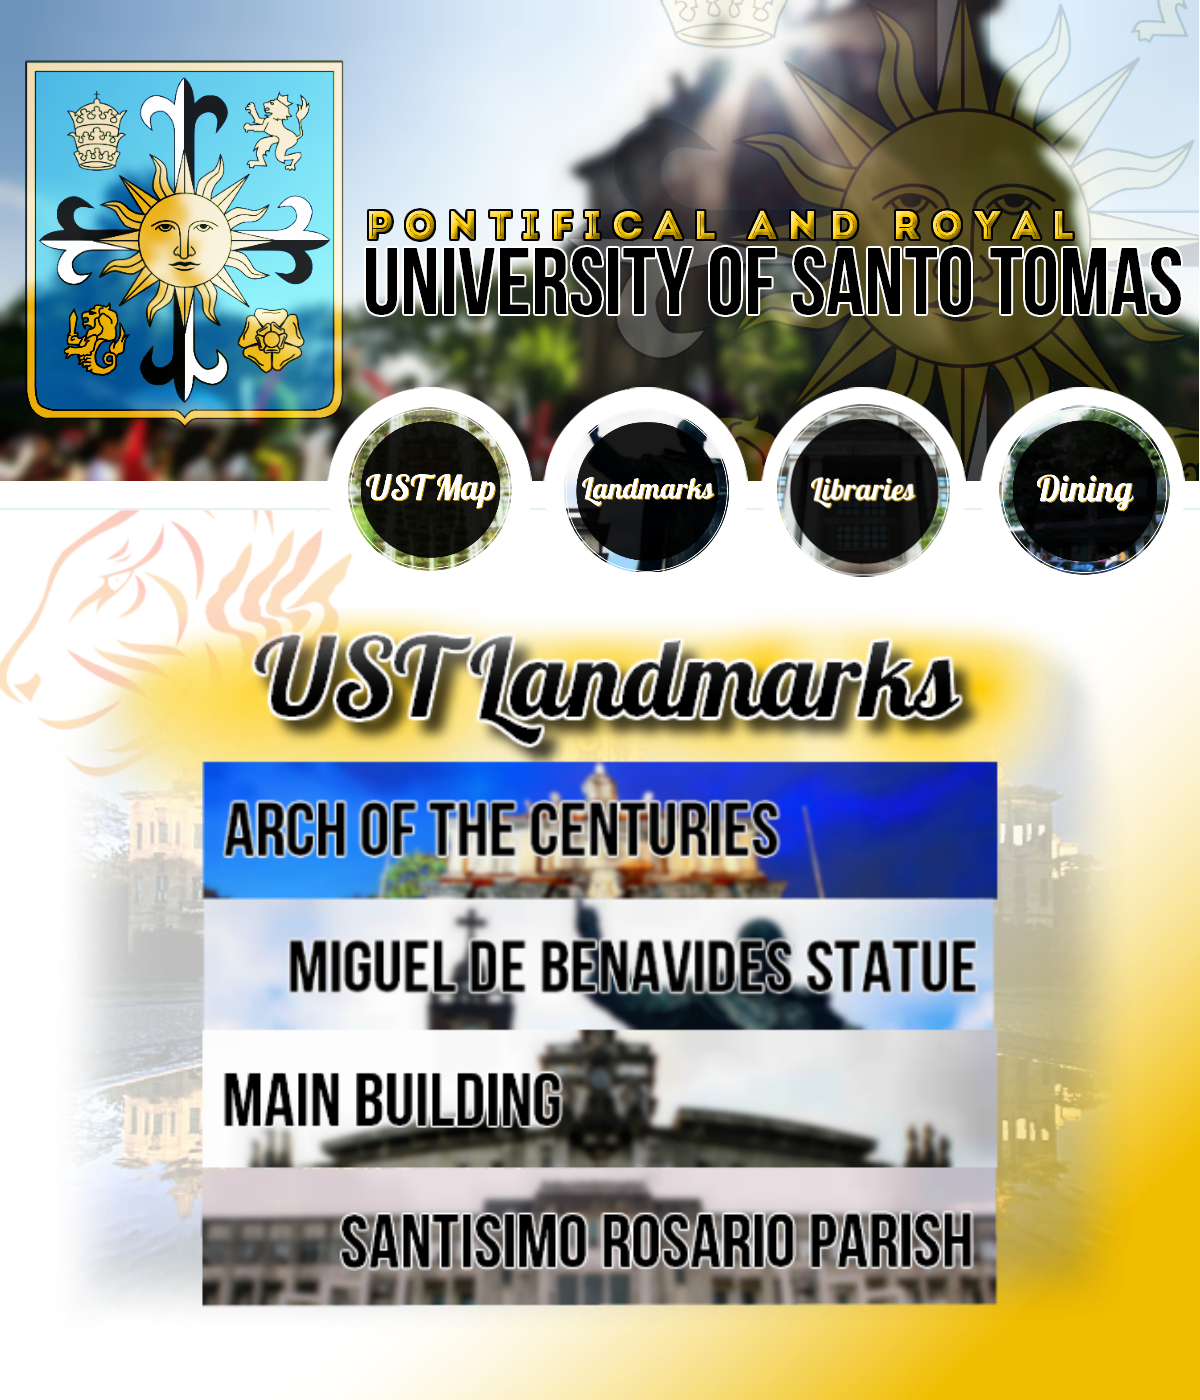 PONTIFICAL AND ROYAL
UNIVERSITY OF SANTO TOMAS
UST Map
Landmarks
Libraries
Dining
UST Landmarks
ARCH OF THE CENTURIES
MIGUEL DE BENAVIDES STATUE
MAIN BUILDING
SANTISIMO ROSARIO PARISH